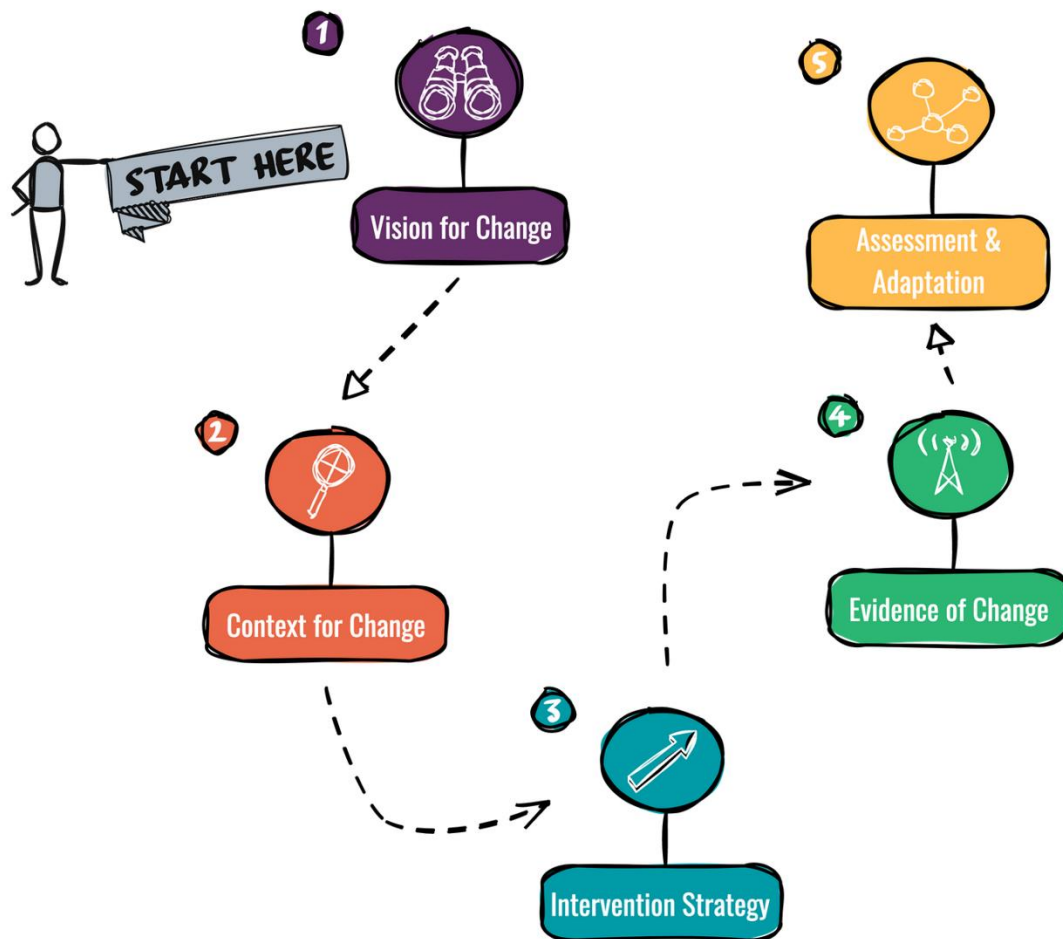 1
START HERE
Vision for Change
2
Context for Change
3
Intervention Strategy
4
Evidence of Change
5
Assessment &
Adaptation